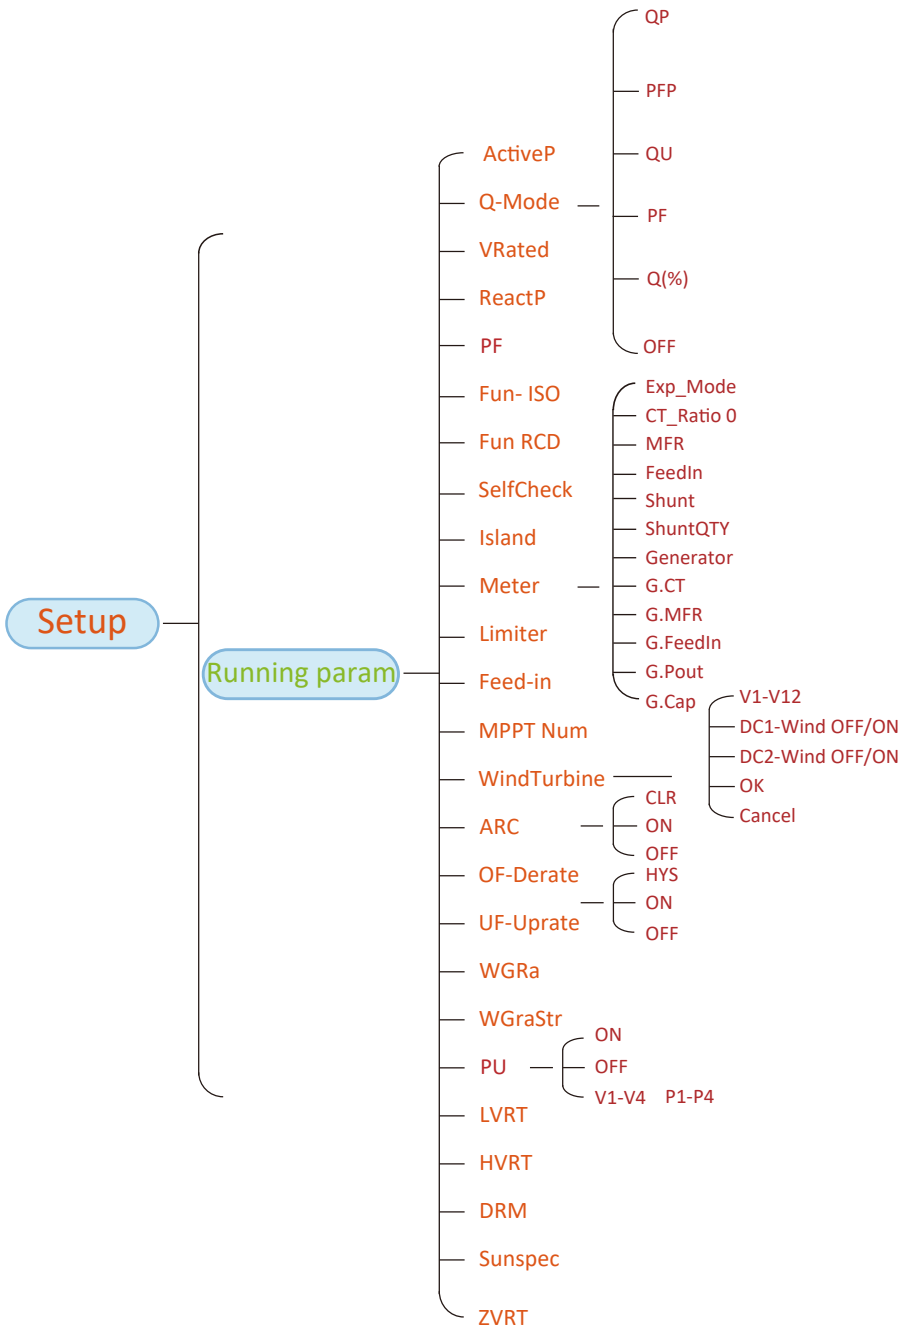 Setup
Running param
ActiveP
Q-Mode
VRated
ReactP
PF
Fun- ISO
Fun RCD
SelfCheck
Island
Meter
Limiter
Feed-in
MPPT Num
WindTurbine
ARC
OF-Derate
UF-Uprate
WGRa
WGraStr
PU
LVRT
HVRT
DRM
Sunspec
ZVRT
QP
PFP
QU
PF
Q(%)
OFF
Exp_Mode
CT_Ratio 0
MFR
FeedIn
Shunt
ShuntQTY
Generator
G.CT
G.MFR
G.FeedIn
G.Pout
G.Cap
V1-V12
DC1-Wind OFF/ON
DC2-Wind OFF/ON
OK
Cancel
CLR
ON
OFF
HYS
ON
OFF
ON
OFF
V1-V4 P1-P4